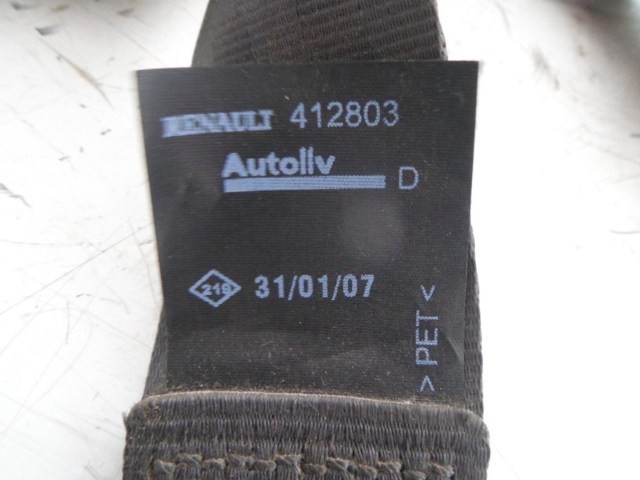 RENAULT 412803
Autoliv
D
219 31/01/07
> PET <